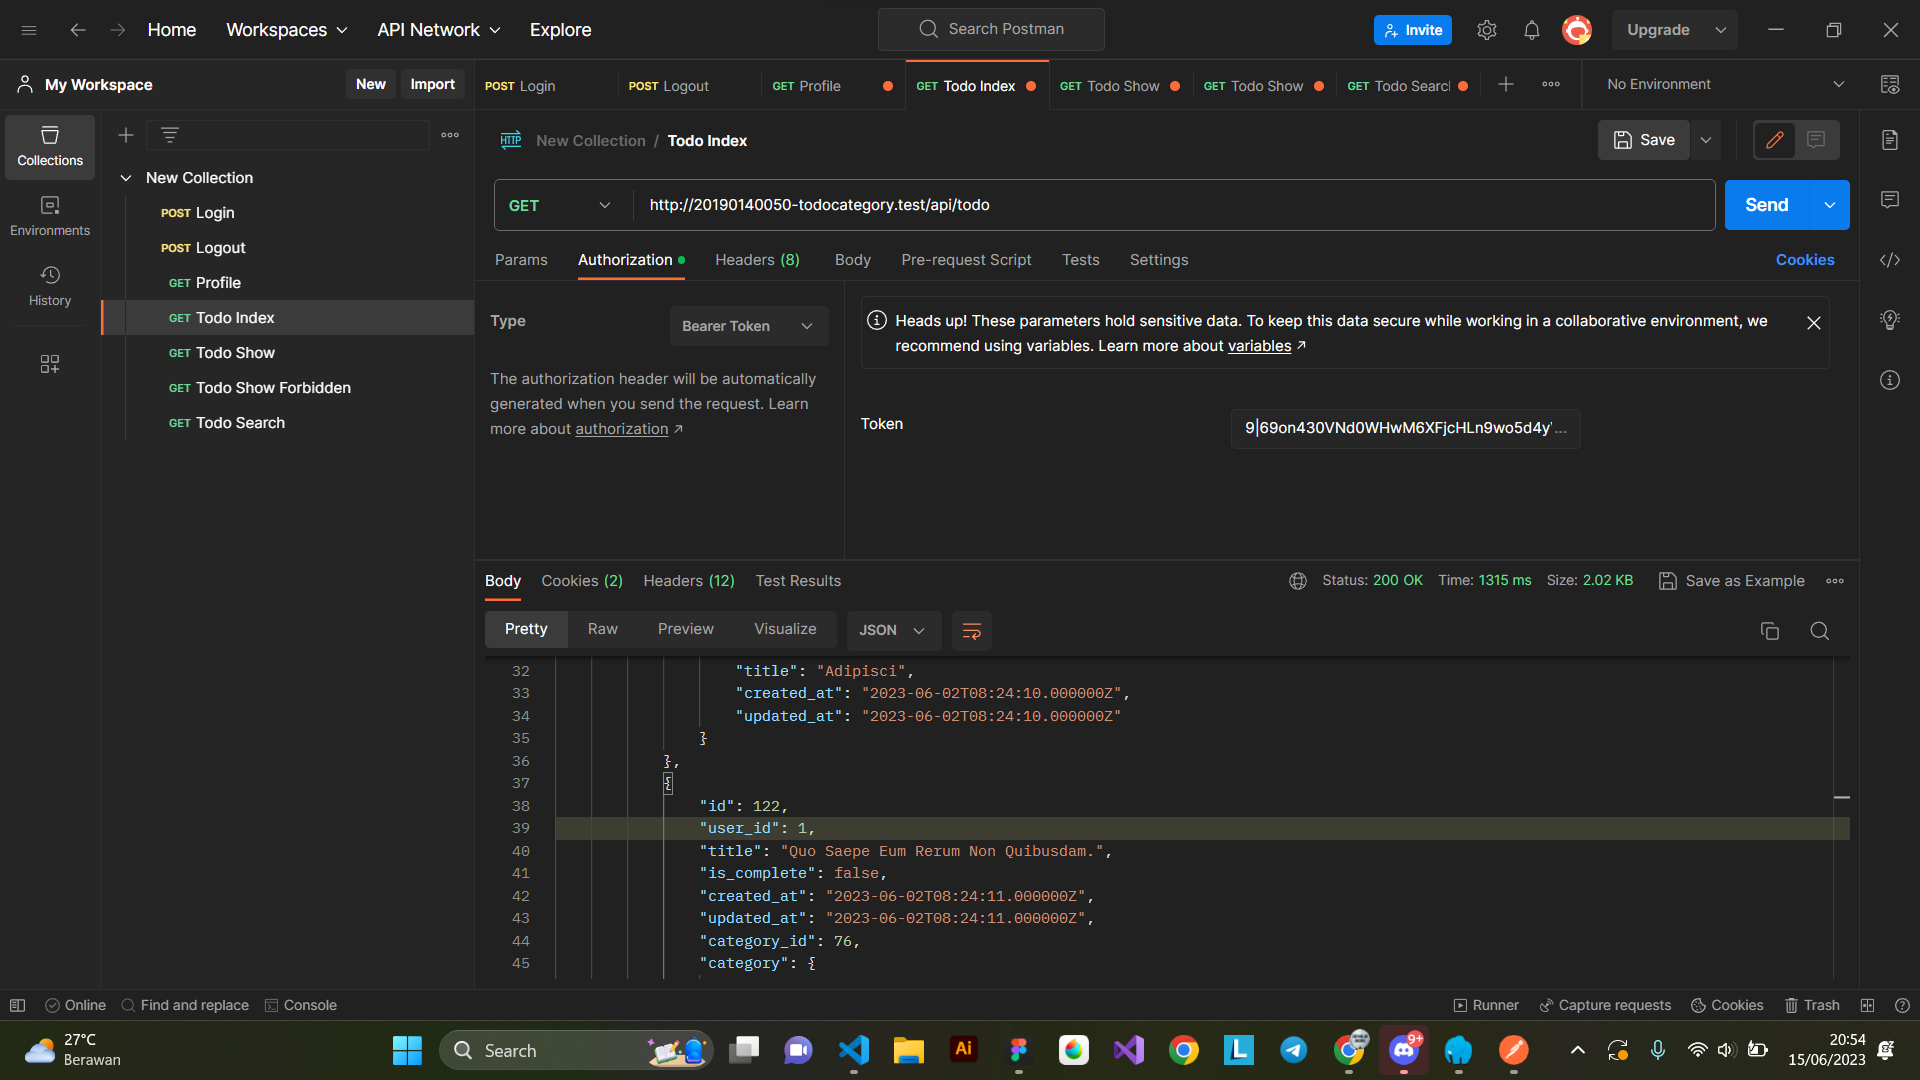 Home
Workspaces
API Network
Explore
Search Postman
Invite
Upgrade
My Workspace
New
Import
POST Login
POST Logout
GET Profile
GET Todo Index
GET Todo Show
GET Todo Show
GET Todo Searc
No Environment
Collections
Environments
History
New Collection
POST Login
POST Logout
GET Profile
GET Todo Index
GET Todo Show
GET Todo Show Forbidden
GET Todo Search
HTTP
New Collection / Todo Index
Save
GET
http://20190140050-todocategory.test/api/todo
Send
Params
Authorization
Headers (8)
Body
Pre-request Script
Tests
Settings
Cookies
Type
Bearer Token
The authorization header will be automatically
generated when you send the request. Learn
more about authorization ↗
Heads up! These parameters hold sensitive data. To keep this data secure while working in a collaborative environment, we
recommend using variables. Learn more about variables ↗
Token
9|69on430VNd0WHwM6XFjcHLn9wo5d4y ...
Body
Cookies (2)
Headers (12)
Test Results
Status: 200 OK
Time: 1315 ms
Size: 2.02 KB
Save as Example
Pretty
Raw
Preview
Visualize
JSON
32 "title": "Adipisci",
33 "created_at": "2023-06-02T08:24:10.000000Z",
34 "updated_at": "2023-06-02T08:24:10.000000Z"
35 }
36 },
37 {
38 "id": 122,
39 "user_id": 1,
40 "title": "Quo Saepe Eum Rerum Non Quibusdam.",
41 "is_complete": false,
42 "created_at": "2023-06-02T08:24:11.000000Z",
43 "updated_at": "2023-06-02T08:24:11.000000Z",
44 "category_id": 76,
45 "category": {
Online
Find and replace
Console
Runner
Capture requests
Cookies
Trash
27°C
Berawan
Search
Ai
L
9+
20:54
15/06/2023